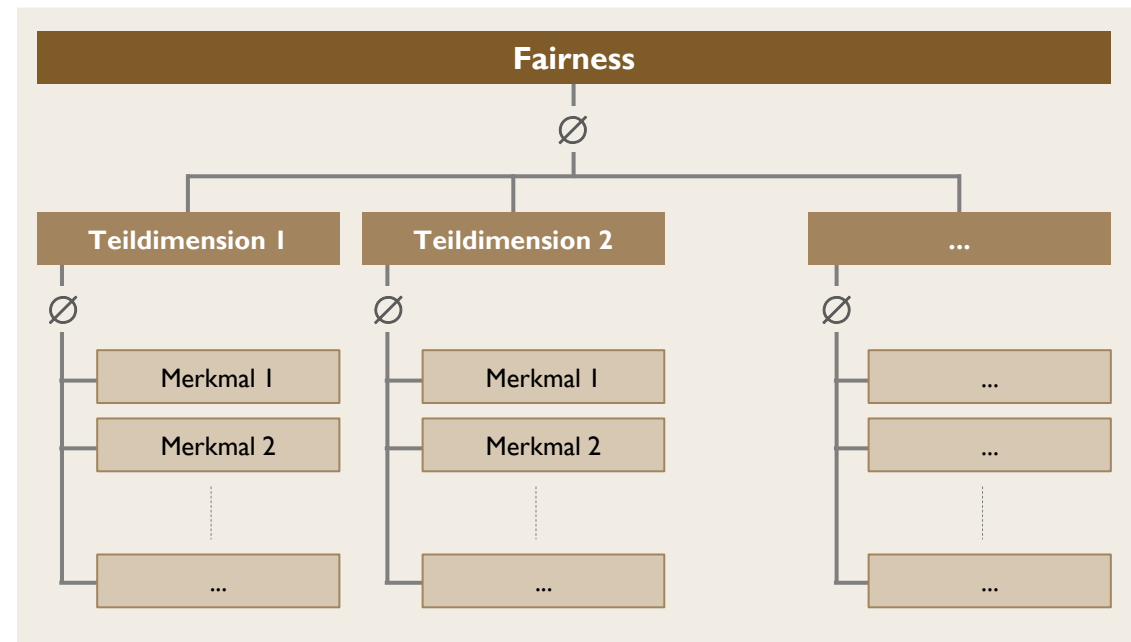 Fairness
∅
Teildimension 1
Teildimension 2
...
∅
∅
∅
Merkmal 1
Merkmal 1
...
Merkmal 2
Merkmal 2
...
...
...
...